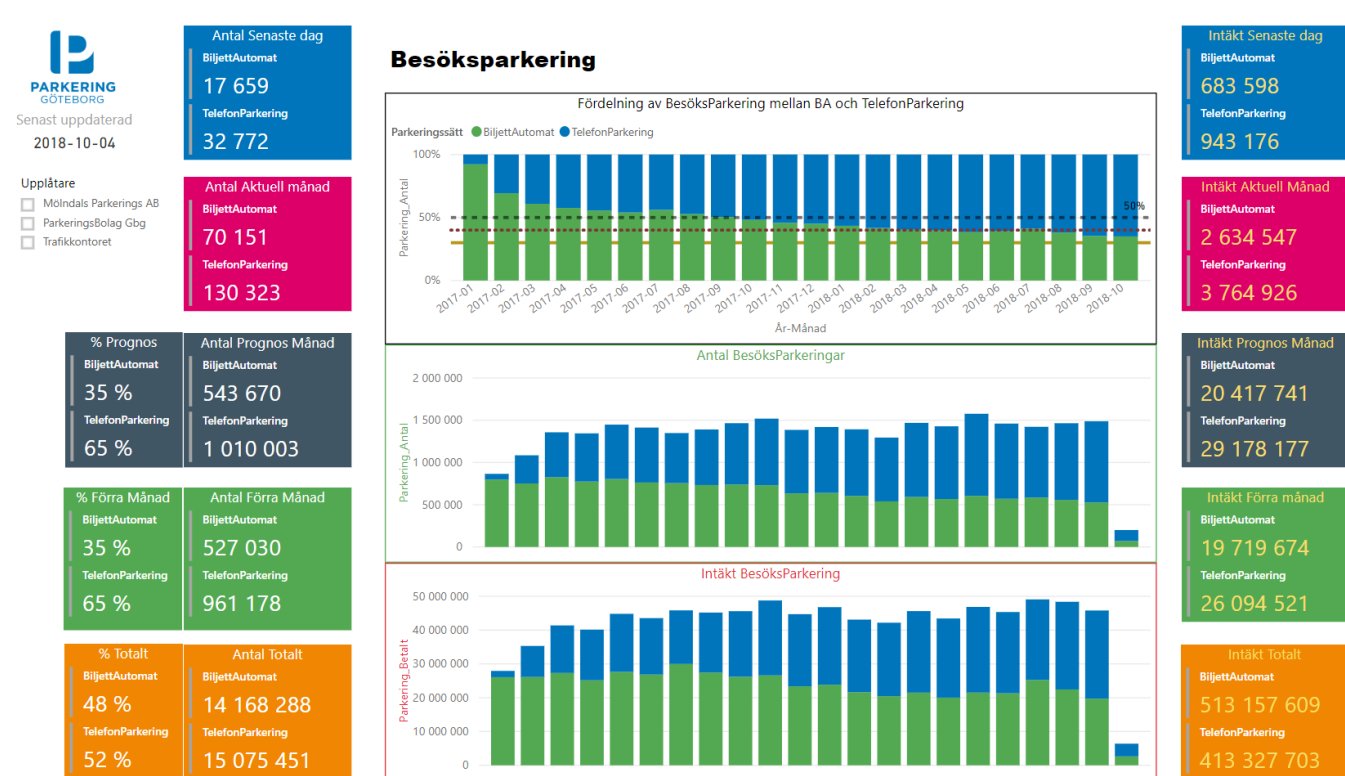 PARKERING
GÖTEBORG
Senast uppdaterad
2018-10-04
Upplåtare
Mölndals Parkerings AB
ParkeringsBolag Gbg
Trafikkontoret
Antal Senaste dag
BiljettAutomat
17 659
TelefonParkering
32 772
Antal Aktuell månad
BiljettAutomat
70 151
TelefonParkering
130 323
% Prognos
BiljettAutomat
35 %
TelefonParkering
65 %
Antal Prognos Månad
BiljettAutomat
543 670
TelefonParkering
1 010 003
% Förra Månad
BiljettAutomat
35 %
TelefonParkering
65 %
Antal Förra Månad
BiljettAutomat
527 030
TelefonParkering
961 178
% Totalt
BiljettAutomat
48 %
TelefonParkering
52 %
Antal Totalt
BiljettAutomat
14 168 288
TelefonParkering
15 075 451
Besöksparkering
Fördelning av BesöksParkering mellan BA och TelefonParkering
Parkeringssätt BiljettAutomat TelefonParkering
Parkering_Antal
100%
50%
0%
50%
2017-01
2017-02
2017-03
2017-04
2017-05
2017-06
2017-07
2017-08
2017-09
2017-10
2017-11
2017-12
2018-01
2018-02
2018-03
2018-04
2018-05
2018-06
2018-07
2018-08
2018-09
2018-10
År-Månad
Antal BesöksParkeringar
Parkering_Antal
2 000 000
1 500 000
1 000 000
500 000
0
Intäkt BesöksParkering
Parkering_Betalt
50 000 000
40 000 000
30 000 000
20 000 000
10 000 000
0
Intäkt Senaste dag
BiljettAutomat
683 598
TelefonParkering
943 176
Intäkt Aktuell Månad
BiljettAutomat
2 634 547
TelefonParkering
3 764 926
Intäkt Prognos Månad
BiljettAutomat
20 417 741
TelefonParkering
29 178 177
Intäkt Förra månad
BiljettAutomat
19 719 674
TelefonParkering
26 094 521
Intäkt Totalt
BiljettAutomat
513 157 609
TelefonParkering
413 327 703